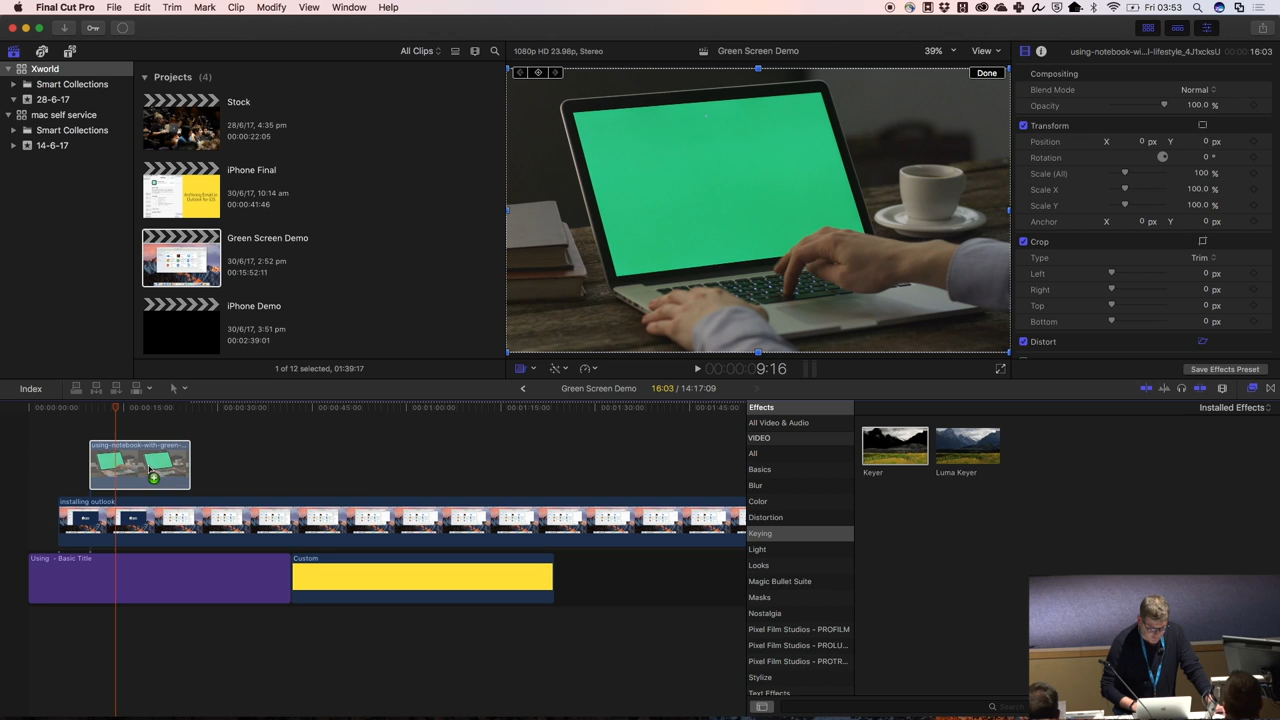 Final Cut Pro File Edit Trim Mark Clip Modify View Window Help Fri 03:53
All Clips 1080p HD 23.98p, Stereo Green Screen Demo 39% View using-notebook-wi...l-lifestyle_4J1xcksU 00:00:16:03
Xworld
Smart Collections
28-6-17
mac self service
Smart Collections
14-6-17
Projects (4)
Stock
28/6/17, 4:35 pm
00:00:22:05
iPhone Final
30/6/17, 10:14 am
00:00:41:46
Green Screen Demo
30/6/17, 2:52 pm
00:15:52:11
iPhone Demo
30/6/17, 3:51 pm
00:02:39:01
1 of 12 selected, 01:39:17
Done
00:00:00:9:16
Compositing
Blend Mode Normal
Opacity 100.0 %
Transform
Position X 0 px Y 0 px
Rotation 0 °
Scale (All) 100 %
Scale X 100.0 %
Scale Y 100.0 %
Anchor X 0 px Y 0 px
Crop
Type Trim
Left 0 px
Right 0 px
Top 0 px
Bottom 0 px
Distort
Save Effects Preset
Index Green Screen Demo 16:03 / 14:17:09
00:00:00:00 00:00:15:00 00:00:30:00 00:00:45:00 00:01:00:00 00:01:15:00 00:01:30:00 00:01:45:00
using-notebook-with-green-...
installing outlook
Using - Basic Title Custom
Effects Installed Effects
All Video & Audio
VIDEO
All
Basics
Blur
Color
Distortion
Keying
Light
Looks
Magic Bullet Suite
Masks
Nostalgia
Pixel Film Studios - PROFILM
Pixel Film Studios - PROLU...
Pixel Film Studios - PROTR...
Stylize
Text Effects
Keyer Luma Keyer
Search